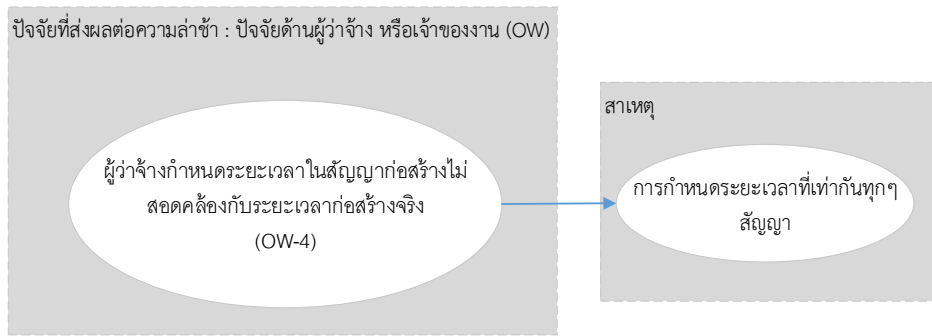 ปัจจัยที่ส่งผลต่อความล่าช้า : ปัจจัยด้านผู้ว่าจ้าง หรือเจ้าของงาน (OW)
ผู้ว่าจ้างกำหนดระยะเวลาในสัญญาก่อสร้างไม่
สอดคล้องกับระยะเวลาก่อสร้างจริง
(OW-4)
สาเหตุ
การกำหนดระยะเวลาที่เท่ากันทุกๆ
สัญญา